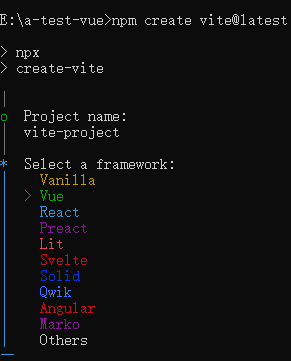 E:\a-test-vue>npm create vite@latest
> npx
> create-vite
o Project name:
vite-project
* Select a framework:
Vanilla
> Vue
React
Preact
Lit
Svelte
Solid
Qwik
Angular
Marko
Others